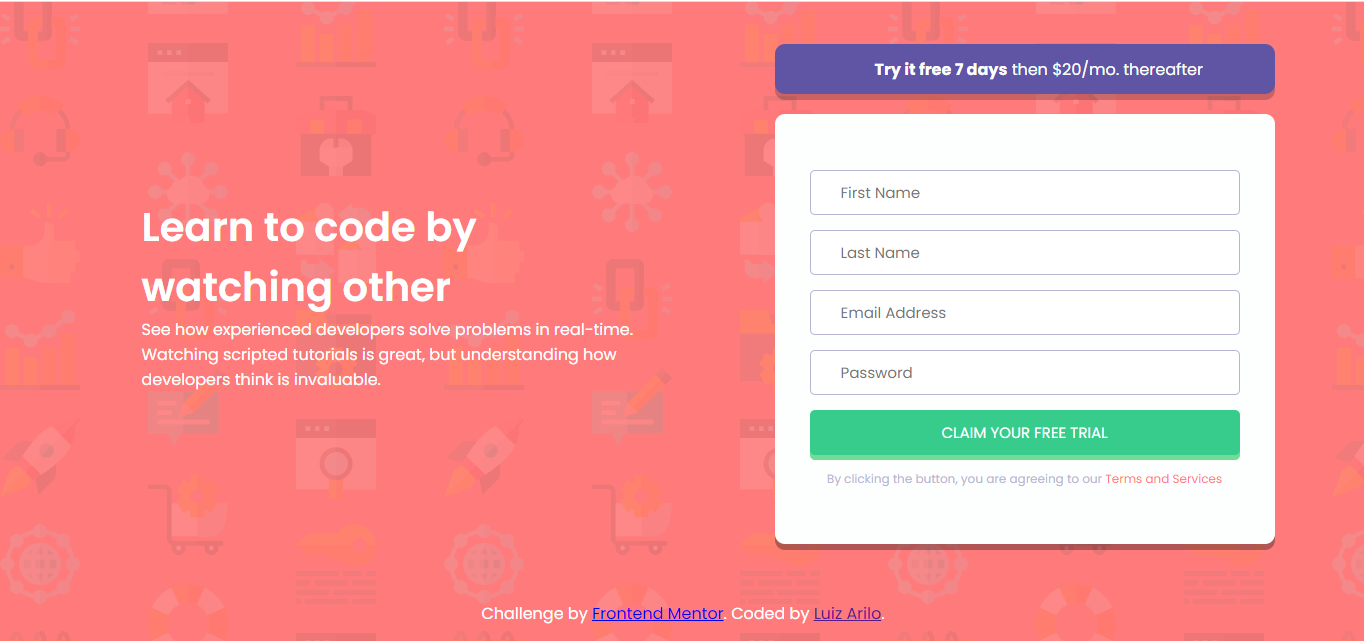 Learn to code by
watching other
See how experienced developers solve problems in real-time.
Watching scripted tutorials is great, but understanding how
developers think is invaluable.
Try it free 7 days then $20/mo. thereafter
First Name
Last Name
Email Address
Password
CLAIM YOUR FREE TRIAL
By clicking the button, you are agreeing to our Terms and Services
Challenge by Frontend Mentor. Coded by Luiz Arilo.